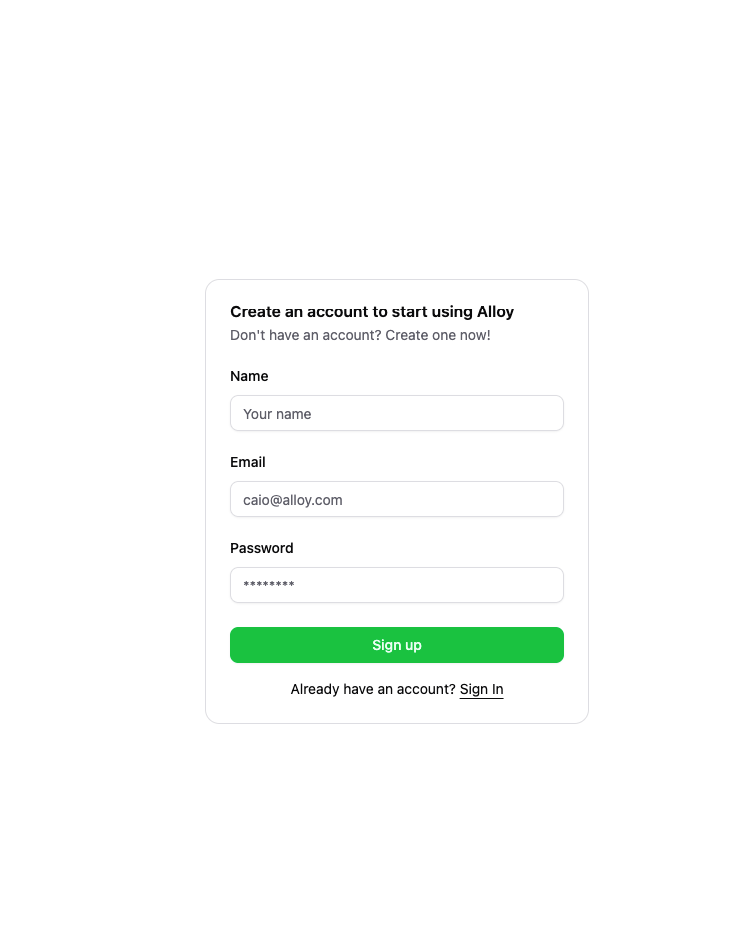 Create an account to start using Alloy
Don't have an account? Create one now!
Name
Your name
Email
caio@alloy.com
Password
********
Sign up
Already have an account? Sign In